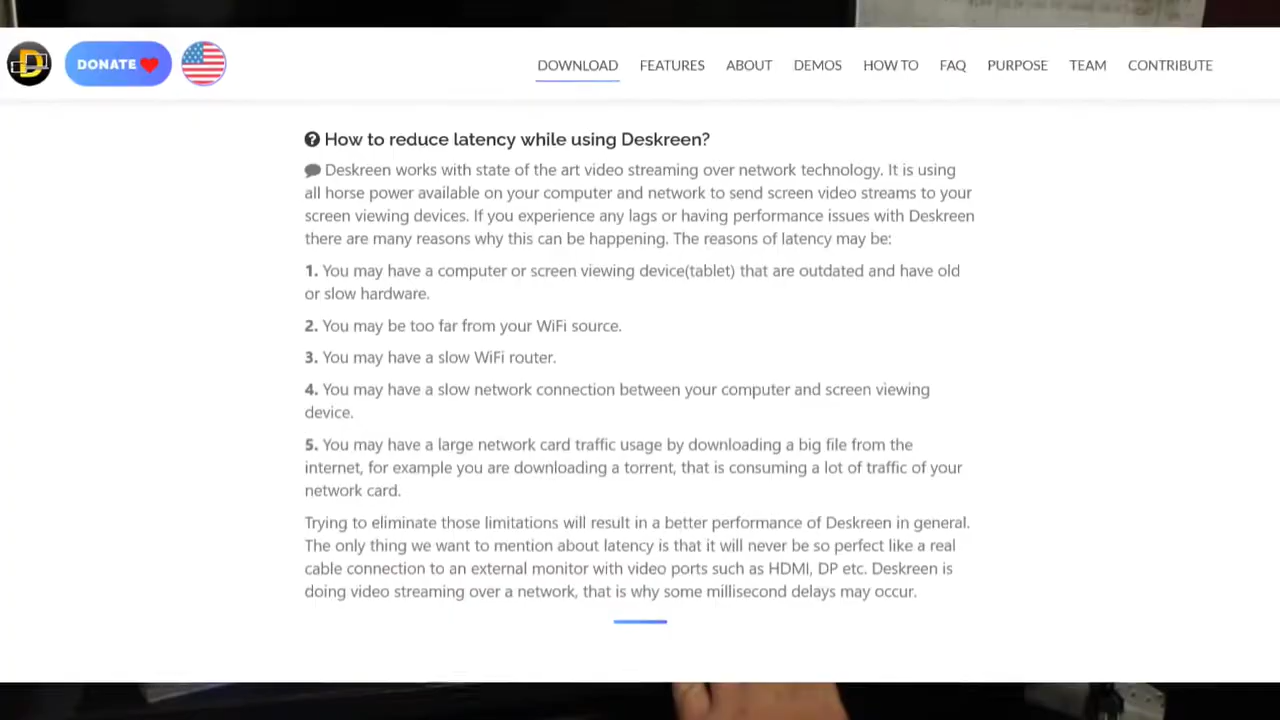 D
DONATE
DOWNLOAD FEATURES ABOUT DEMOS HOW TO FAQ PURPOSE TEAM CONTRIBUTE
How to reduce latency while using Deskreen?
Deskreen works with state of the art video streaming over network technology. It is using
all horse power available on your computer and network to send screen video streams to your
screen viewing devices. If you experience any lags or having performance issues with Deskreen
there are many reasons why this can be happening. The reasons of latency may be:
1. You may have a computer or screen viewing device(tablet) that are outdated and have old
or slow hardware.
2. You may be too far from your WiFi source.
3. You may have a slow WiFi router.
4. You may have a slow network connection between your computer and screen viewing
device.
5. You may have a large network card traffic usage by downloading a big file from the
internet, for example you are downloading a torrent, that is consuming a lot of traffic of your
network card.
Trying to eliminate those limitations will result in a better performance of Deskreen in general.
The only thing we want to mention about latency is that it will never be so perfect like a real
cable connection to an external monitor with video ports such as HDMI, DP etc. Deskreen is
doing video streaming over a network, that is why some millisecond delays may occur.